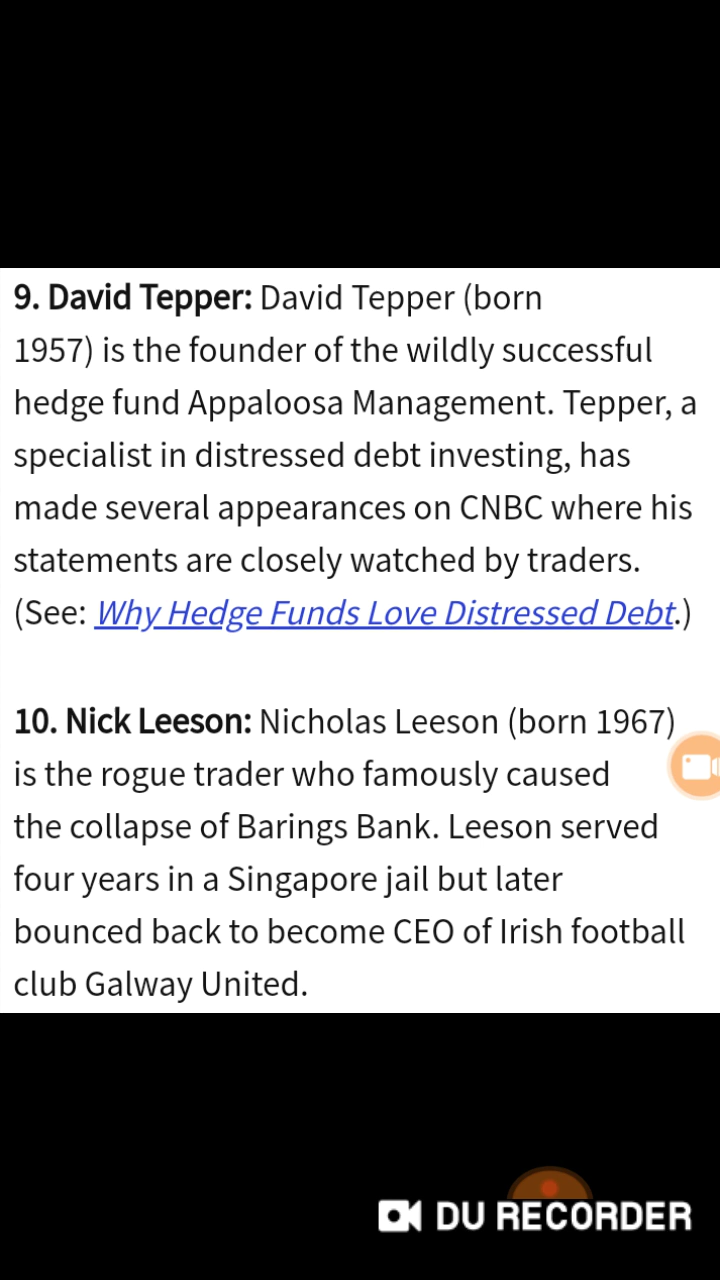 9. David Tepper: David Tepper (born
1957) is the founder of the wildly successful
hedge fund Appaloosa Management. Tepper, a
specialist in distressed debt investing, has
made several appearances on CNBC where his
statements are closely watched by traders.
(See: Why Hedge Funds Love Distressed Debt.)
10. Nick Leeson: Nicholas Leeson (born 1967)
is the rogue trader who famously caused
the collapse of Barings Bank. Leeson served
four years in a Singapore jail but later
bounced back to become CEO of Irish football
club Galway United.
DU RECORDER